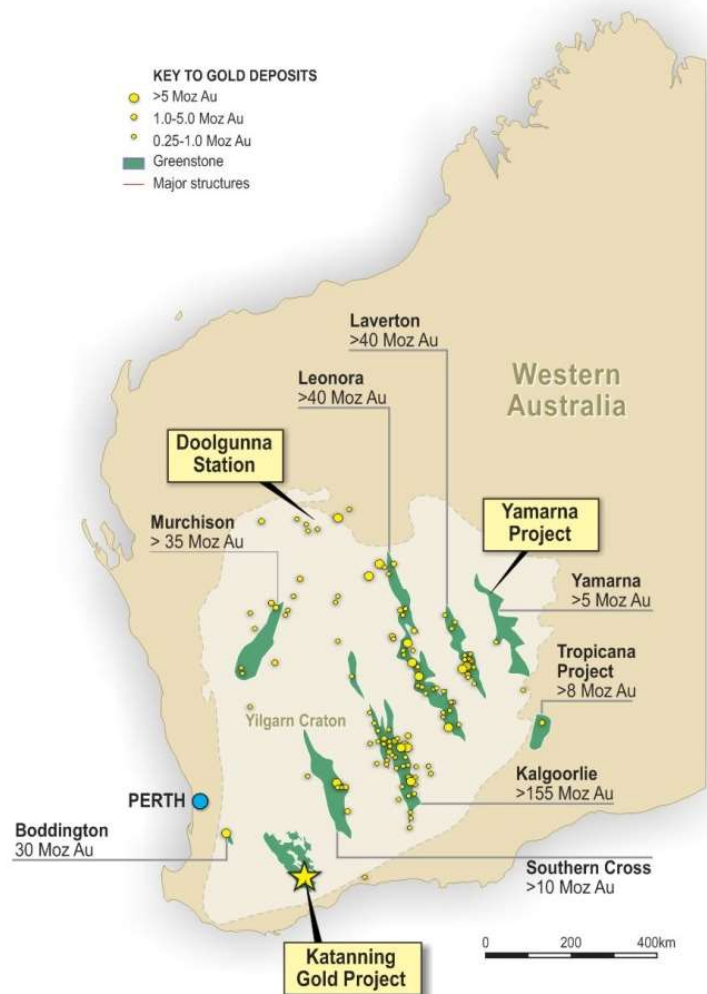 KEY TO GOLD DEPOSITS
>5 Moz Au
1.0-5.0 Moz Au
0.25-1.0 Moz Au
Greenstone
Major structures
Laverton
>40 Moz Au
Leonora
>40 Moz Au
Western
Australia
Doolgunna
Station
Murchison
> 35 Moz Au
Yamarna
Project
Yamarna
>5 Moz Au
Tropicana
Project
>8 Moz Au
Yilgarn Craton
Kalgoorlie
>155 Moz Au
PERTH
Boddington
30 Moz Au
Southern Cross
>10 Moz Au
Katanning
Gold Project
0 200 400km